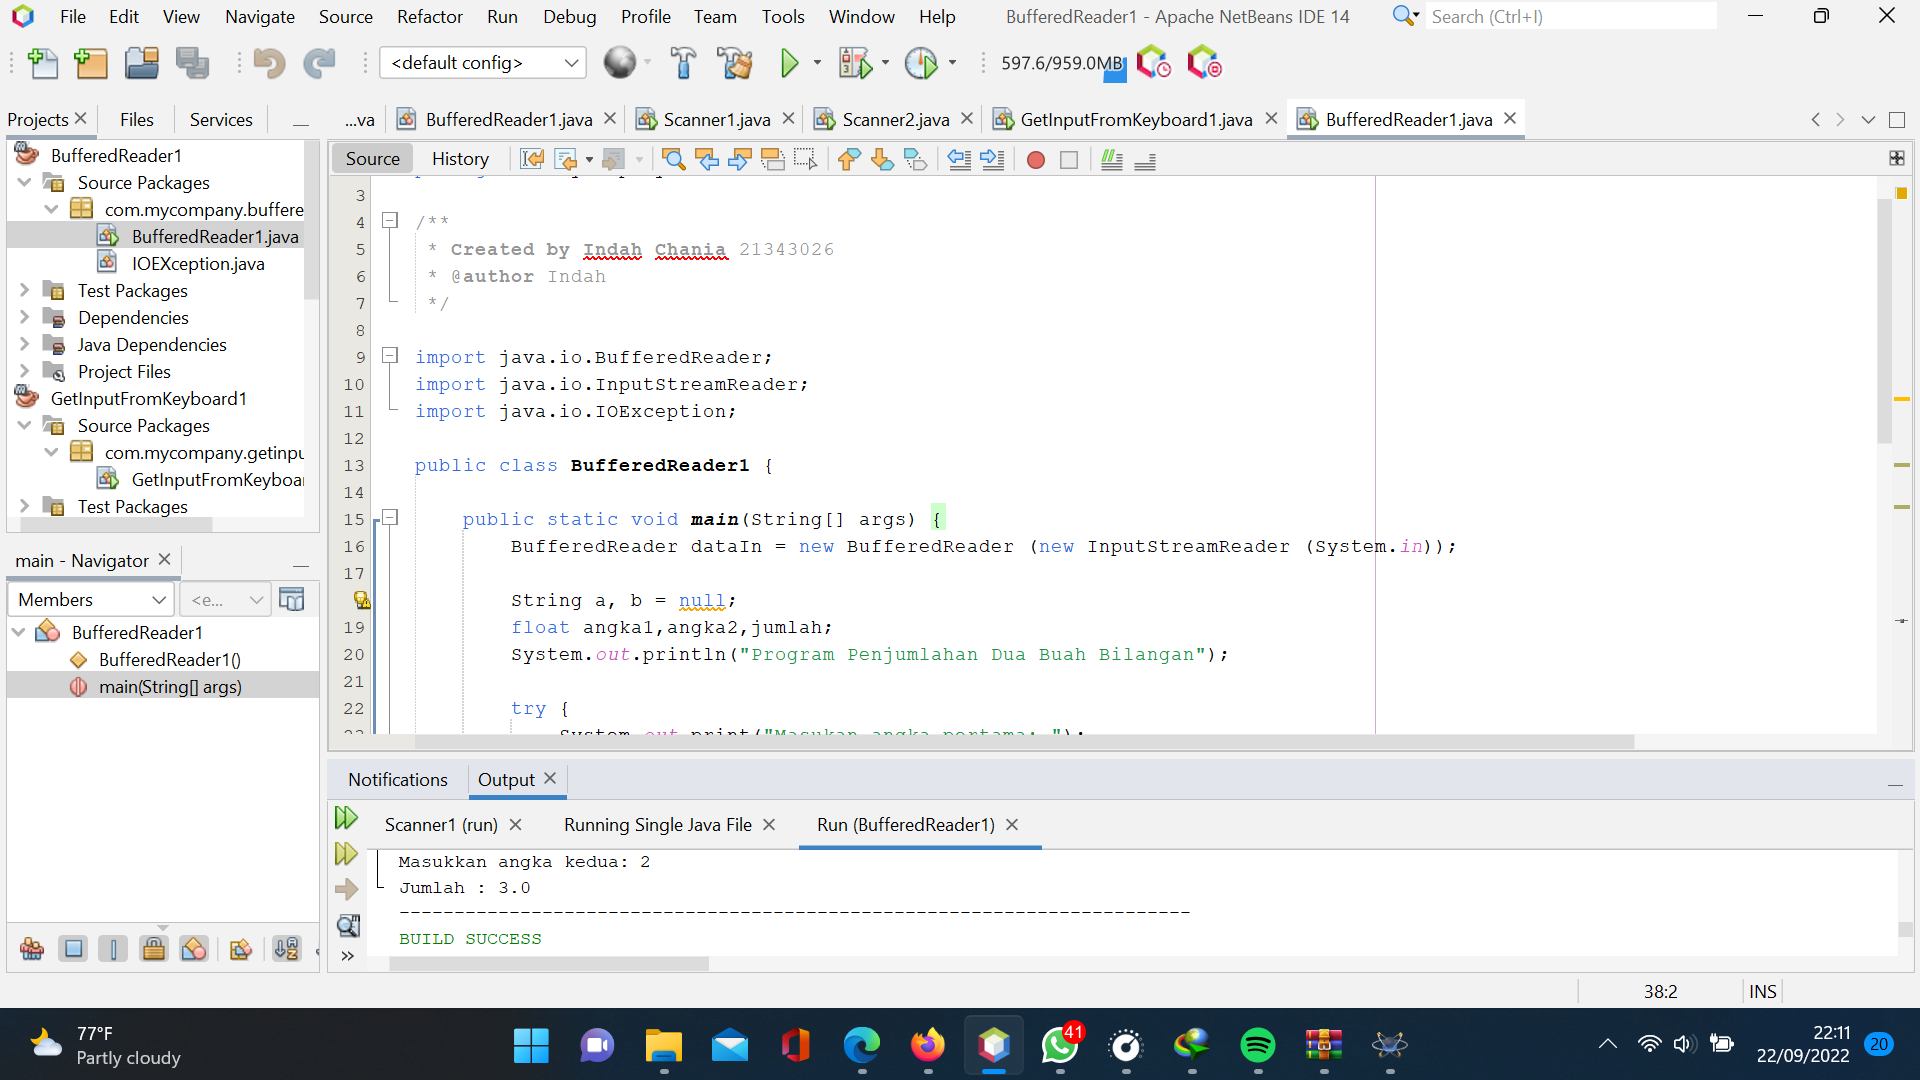 File Edit View Navigate Source Refactor Run Debug Profile Team Tools Window Help BufferedReader1 - Apache NetBeans IDE 14 Search (Ctrl+I)
<default config> 597.6/959.0MB
Projects Files Services ...va BufferedReader1.java Scanner1.java Scanner2.java GetInputFromKeyboard1.java BufferedReader1.java
BufferedReader1
Source Packages
com.mycompany.buffere
BufferedReader1.java
IOEXception.java
Test Packages
Dependencies
Java Dependencies
Project Files
GetInputFromKeyboard1
Source Packages
com.mycompany.getinpu
GetInputFromKeyboar
Test Packages
main - Navigator
Members <e...
BufferedReader1
BufferedReader1()
main(String[] args)
Source History
3
4 /**
5 * Created by Indah Chania 21343026
6 * @author Indah
7 */
8
9 import java.io.BufferedReader;
10 import java.io.InputStreamReader;
11 import java.io.IOException;
12
13 public class BufferedReader1 {
14
15 public static void main(String[] args) {
16 BufferedReader dataIn = new BufferedReader (new InputStreamReader (System.in));
17
String a, b = null;
19 float angka1,angka2,jumlah;
20 System.out.println("Program Penjumlahan Dua Buah Bilangan");
21
22 try {
System.out.print("Masukan angka pertama: ");
Notifications Output
Scanner1 (run) Running Single Java File Run (BufferedReader1)
Masukkan angka kedua: 2
Jumlah : 3.0
------------------------------------------------------------------------
BUILD SUCCESS
38:2 INS
77°F
Partly cloudy
41
22:11
22/09/2022
20